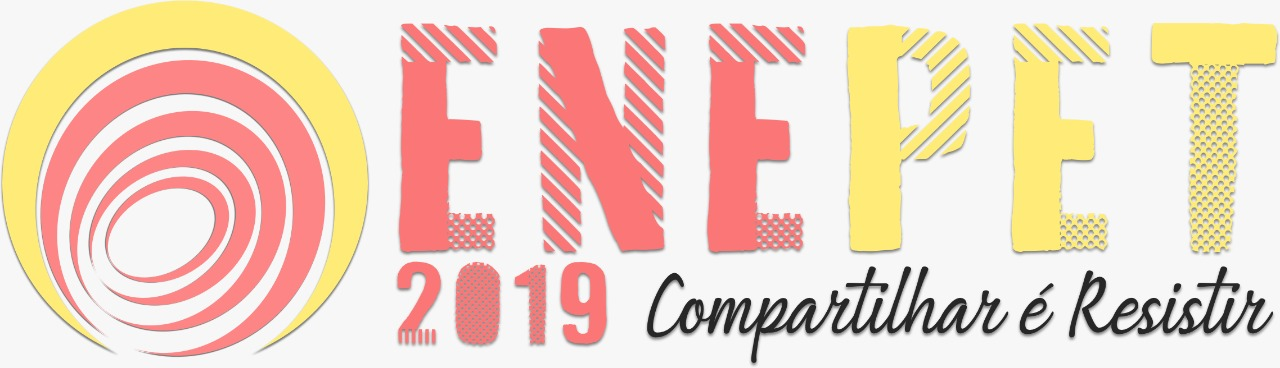 ENEPET
2019 Compartilhar é Resistir